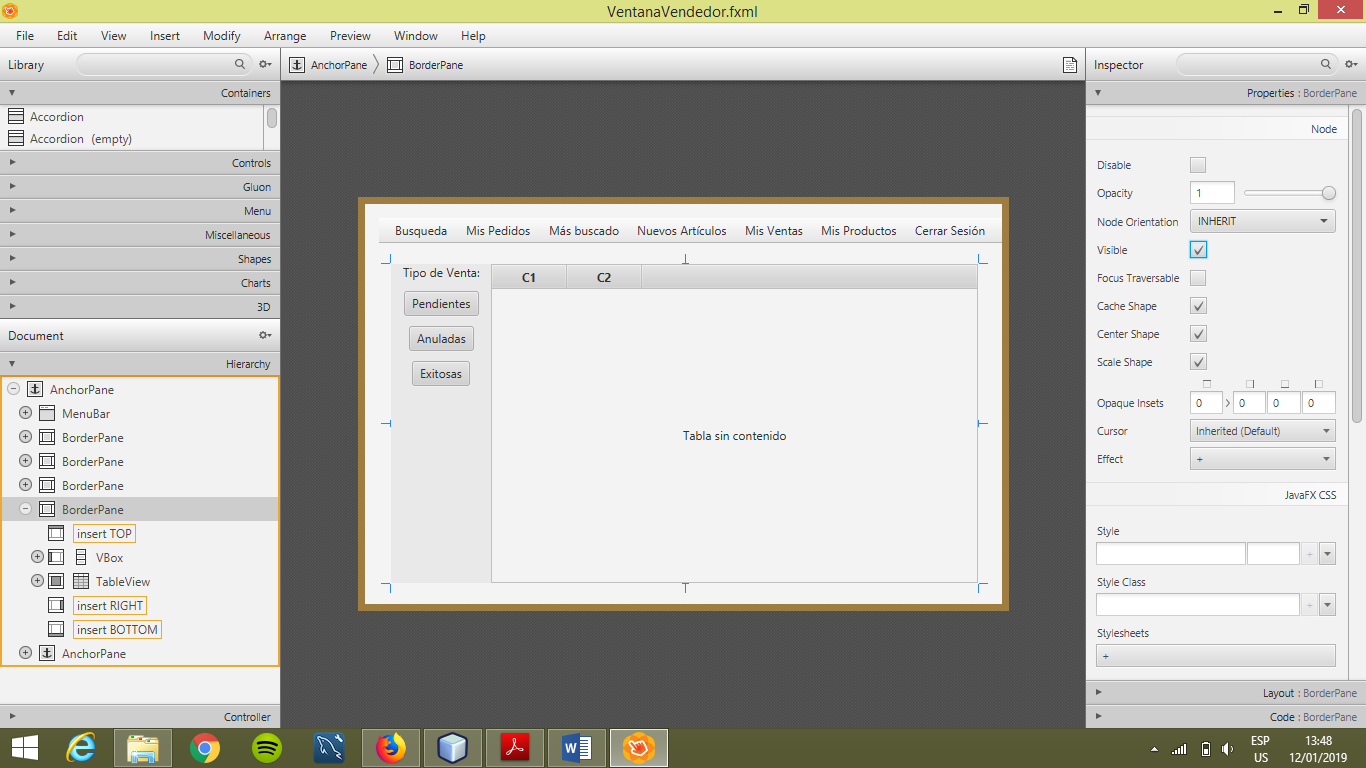 VentanaVendedor.fxml
File Edit View Insert Modify Arrange Preview Window Help
Library
Containers
Accordion
Accordion (empty)
Controls
Gluon
Menu
Miscellaneous
Shapes
Charts
3D
Document
Hierarchy
AnchorPane
MenuBar
BorderPane
BorderPane
BorderPane
BorderPane
insert TOP
VBox
TableView
insert RIGHT
insert BOTTOM
AnchorPane
Controller
AnchorPane BorderPane
Busqueda Mis Pedidos Más buscado Nuevos Artículos Mis Ventas Mis Productos Cerrar Sesión
Tipo de Venta:
Pendientes
Anuladas
Exitosas
C1 C2
Tabla sin contenido
Inspector
Properties : BorderPane
Node
Disable
Opacity 1
Node Orientation INHERIT
Visible
Focus Traversable
Cache Shape
Center Shape
Scale Shape
Opaque Insets 0 0 0 0
Cursor Inherited (Default)
Effect +
JavaFX CSS
Style
+
Style Class
+
Stylesheets
+
Layout : BorderPane
Code : BorderPane
ESP 13:48
US 12/01/2019